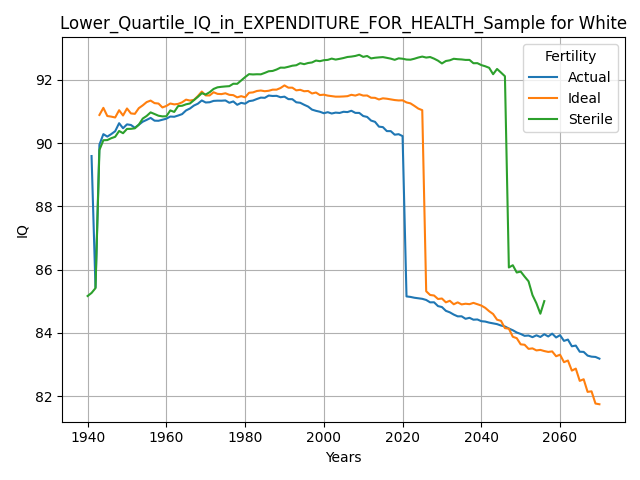 Lower_Quartile_IQ_in_EXPENDITURE_FOR_HEALTH_Sample for White
Fertility
Actual
Ideal
Sterile
IQ
92
90
88
86
84
82
1940 1960 1980 2000 2020 2040 2060
Years